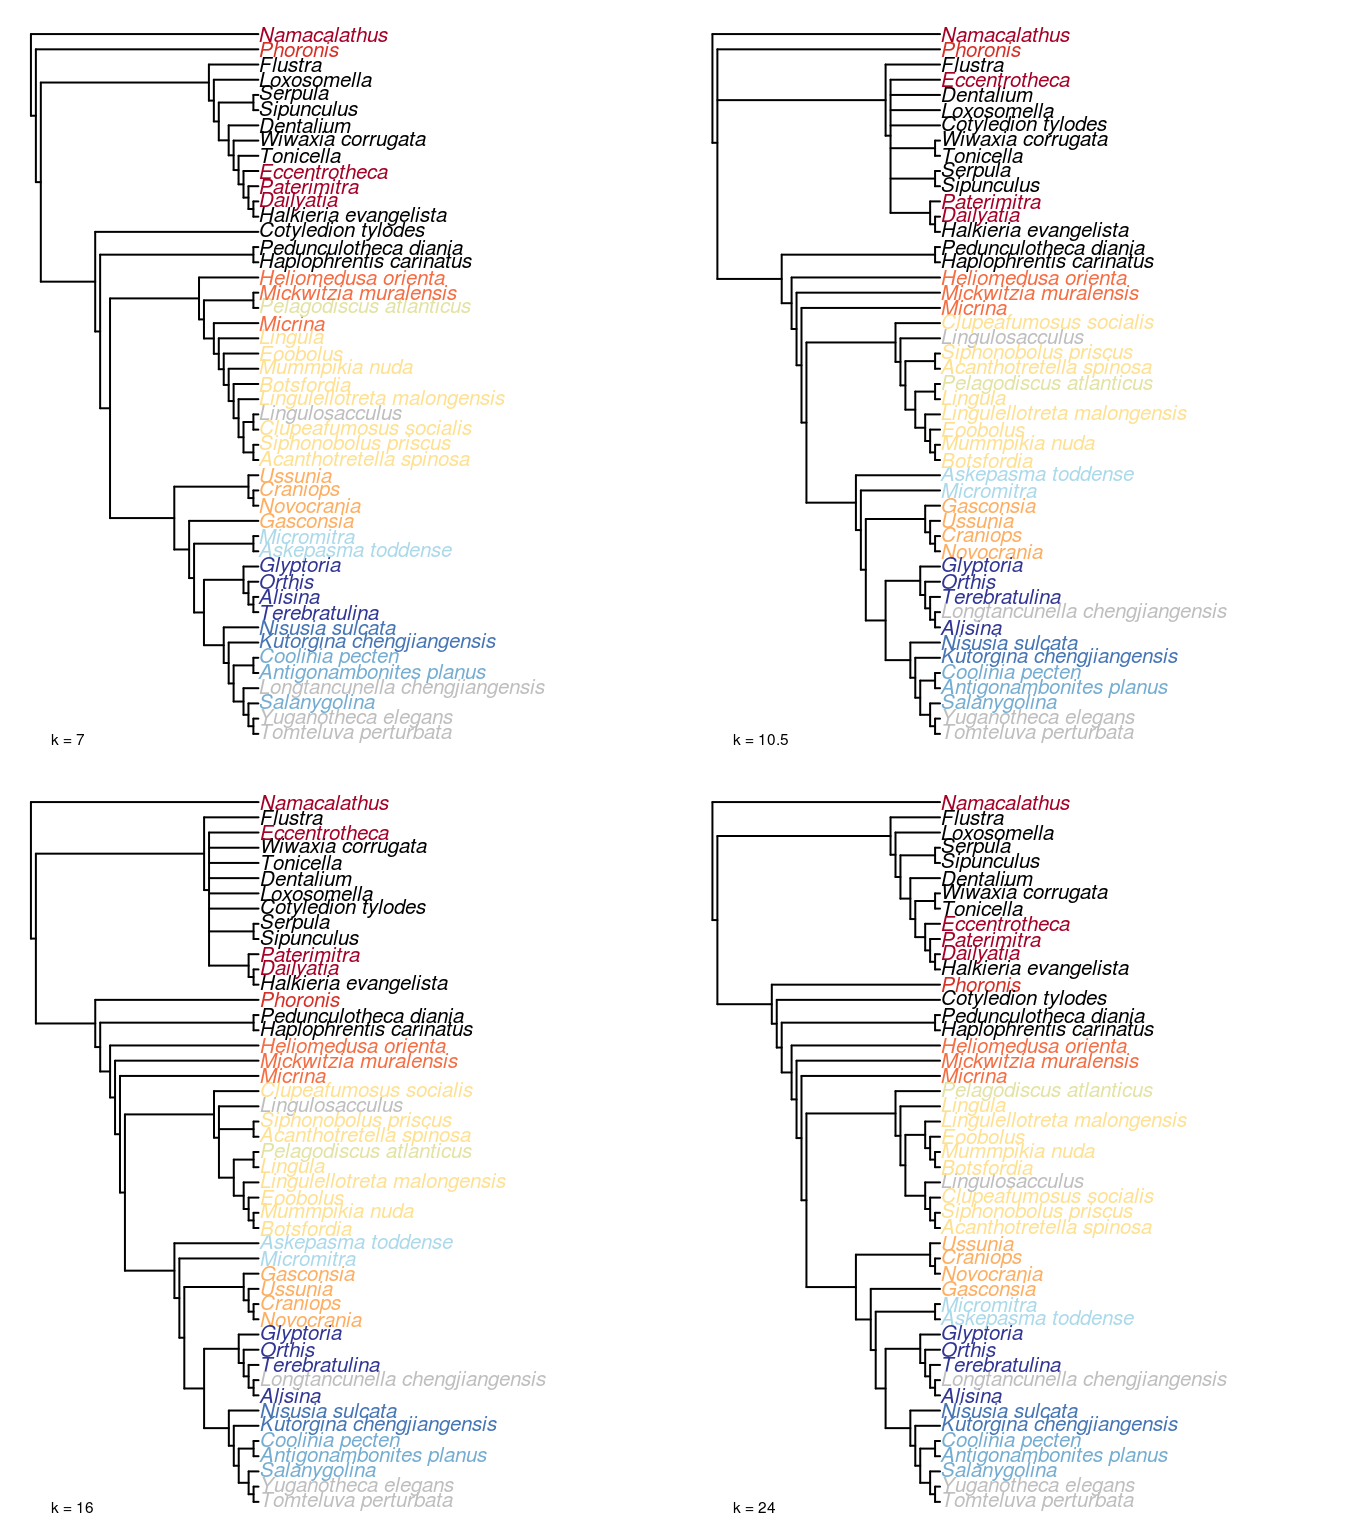 Namacalathus
Phoronis
Flustra
Loxosomella
Serpula
Sipunculus
Dentalium
Wiwaxia corrugata
Tonicella
Eccentrotheca
Paterimitra
Dailyatia
Halkieria evangelista
Cotyledion tylodes
Pedunculotheca diania
Haplophrentis carinatus
Heliomedusa orienta
Mickwitzia muralensis
Pelagodiscus atlanticus
Micrina
Lingula
Eoobolus
Mummpikia nuda
Botsfordia
Lingulellotreta malongensis
Lingulosacculus
Clupeafumosus socialis
Siphonobolus priscus
Acanthotretella spinosa
Ussunia
Craniops
Novocrania
Gasconsia
Micromitra
Askepasma toddense
Glyptoria
Orthis
Alisina
Terebratulina
Nisusia sulcata
Kutorgina chengjiangensis
Coolinia pecten
Antigonambonites planus
Longtancunella chengjiangensis
Salanygolina
Yuganotheca elegans
Tomteluva perturbata
k = 7
Namacalathus
Phoronis
Flustra
Eccentrotheca
Dentalium
Loxosomella
Cotyledion tylodes
Wiwaxia corrugata
Tonicella
Serpula
Sipunculus
Paterimitra
Dailyatia
Halkieria evangelista
Pedunculotheca diania
Haplophrentis carinatus
Heliomedusa orienta
Mickwitzia muralensis
Micrina
Clupeafumosus socialis
Lingulosacculus
Siphonobolus priscus
Acanthotretella spinosa
Pelagodiscus atlanticus
Lingula
Lingulellotreta malongensis
Eoobolus
Mummpikia nuda
Botsfordia
Askepasma toddense
Micromitra
Gasconsia
Ussunia
Craniops
Novocrania
Glyptoria
Orthis
Terebratulina
Longtancunella chengjiangensis
Alisina
Nisusia sulcata
Kutorgina chengjiangensis
Coolinia pecten
Antigonambonites planus
Salanygolina
Yuganotheca elegans
Tomteluva perturbata
k = 10.5
Namacalathus
Flustra
Eccentrotheca
Wiwaxia corrugata
Tonicella
Dentalium
Loxosomella
Cotyledion tylodes
Serpula
Sipunculus
Paterimitra
Dailyatia
Halkieria evangelista
Phoronis
Pedunculotheca diania
Haplophrentis carinatus
Heliomedusa orienta
Mickwitzia muralensis
Micrina
Clupeafumosus socialis
Lingulosacculus
Siphonobolus priscus
Acanthotretella spinosa
Pelagodiscus atlanticus
Lingula
Lingulellotreta malongensis
Eoobolus
Mummpikia nuda
Botsfordia
Askepasma toddense
Micromitra
Gasconsia
Ussunia
Craniops
Novocrania
Glyptoria
Orthis
Terebratulina
Longtancunella chengjiangensis
Alisina
Nisusia sulcata
Kutorgina chengjiangensis
Coolinia pecten
Antigonambonites planus
Salanygolina
Yuganotheca elegans
Tomteluva perturbata
k = 16
Namacalathus
Flustra
Loxosomella
Serpula
Sipunculus
Dentalium
Wiwaxia corrugata
Tonicella
Eccentrotheca
Paterimitra
Dailyatia
Halkieria evangelista
Phoronis
Cotyledion tylodes
Pedunculotheca diania
Haplophrentis carinatus
Heliomedusa orienta
Mickwitzia muralensis
Micrina
Pelagodiscus atlanticus
Lingula
Lingulellotreta malongensis
Eoobolus
Mummpikia nuda
Botsfordia
Lingulosacculus
Clupeafumosus socialis
Siphonobolus priscus
Acanthotretella spinosa
Ussunia
Craniops
Novocrania
Gasconsia
Micromitra
Askepasma toddense
Glyptoria
Orthis
Terebratulina
Longtancunella chengjiangensis
Alisina
Nisusia sulcata
Kutorgina chengjiangensis
Coolinia pecten
Antigonambonites planus
Salanygolina
Yuganotheca elegans
Tomteluva perturbata
k = 24